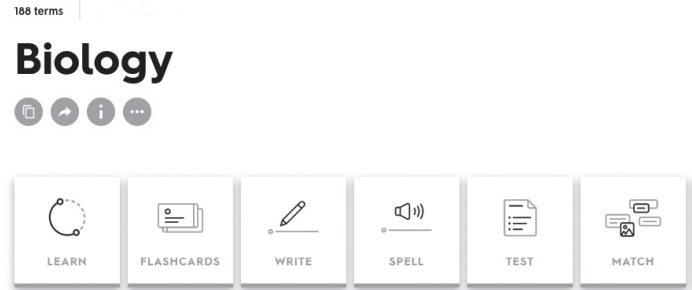 188 terms
Biology
LEARN
FLASHCARDS
WRITE
SPELL
TEST
MATCH